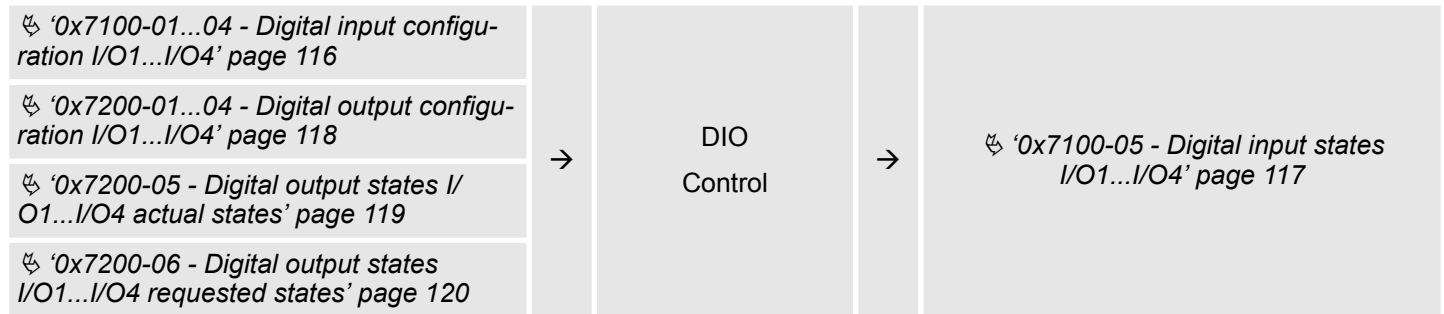 ↳ ‘0x7100-01...04 - Digital input configu-
ration I/O1...I/O4’ page 116
↳ ‘0x7200-01...04 - Digital output configu-
ration I/O1...I/O4’ page 118
↳ ‘0x7200-05 - Digital output states I/
O1...I/O4 actual states’ page 119
↳ ‘0x7200-06 - Digital output states
I/O1...I/O4 requested states’ page 120
→
DIO
Control
→
↳ ‘0x7100-05 - Digital input states
I/O1...I/O4’ page 117